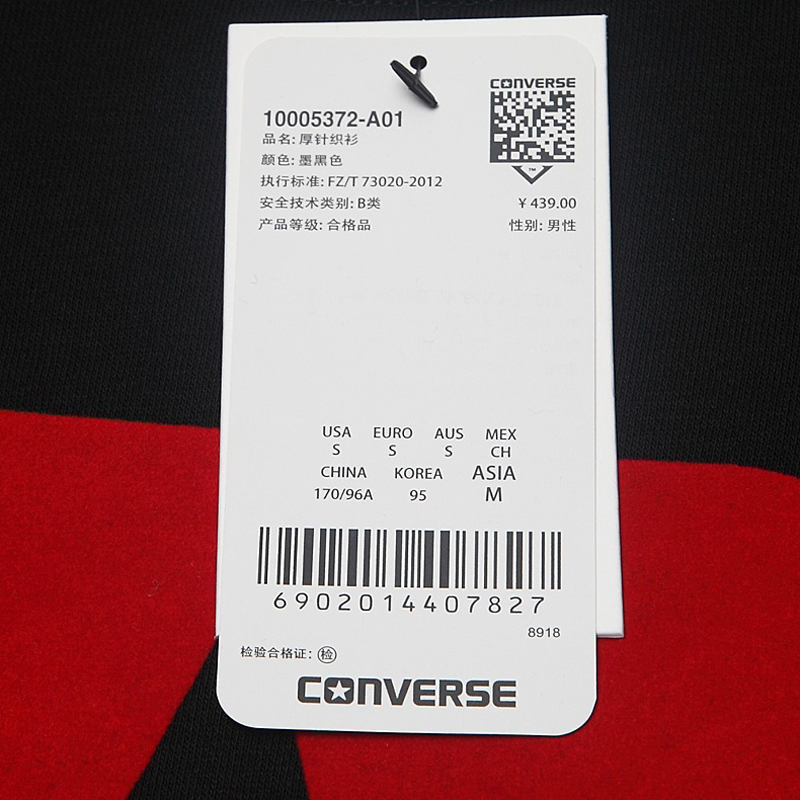 CONVERSE
10005372-A01
品名: 厚针织衫
颜色: 墨黑色
执行标准: FZ/T 73020-2012
安全技术类别: B类
¥ 439.00
产品等级: 合格品
性别: 男性
TM
USA EURO AUS MEX
S S S CH
CHINA KOREA ASIA
170/96A 95 M
6902014407827
8918
检验合格证: 检
CONVERSE